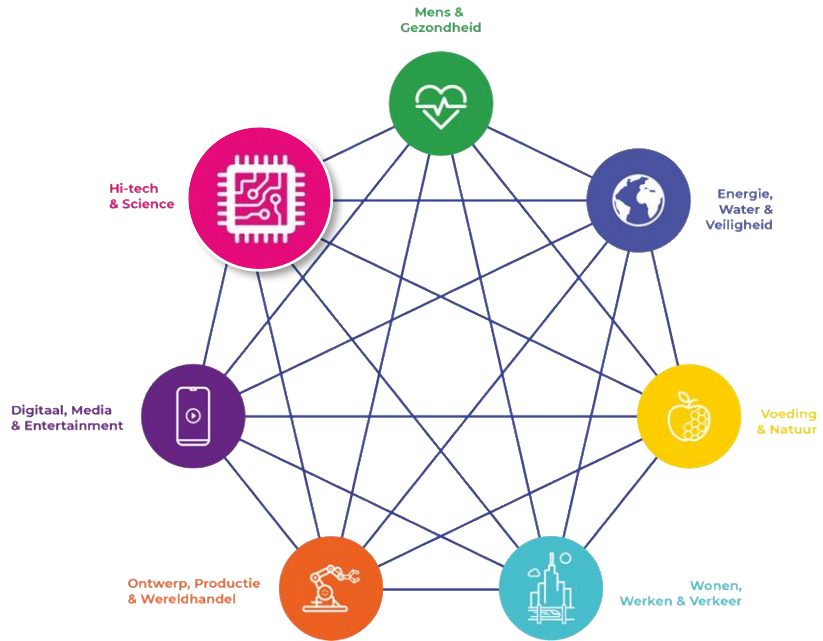 Mens &
Gezondheid
Hi-tech
& Science
Energie,
Water &
Veiligheid
Digitaal, Media
& Entertainment
Voeding
& Natuur
Ontwerp, Productie
& Wereldhandel
Wonen,
Werken & Verkeer